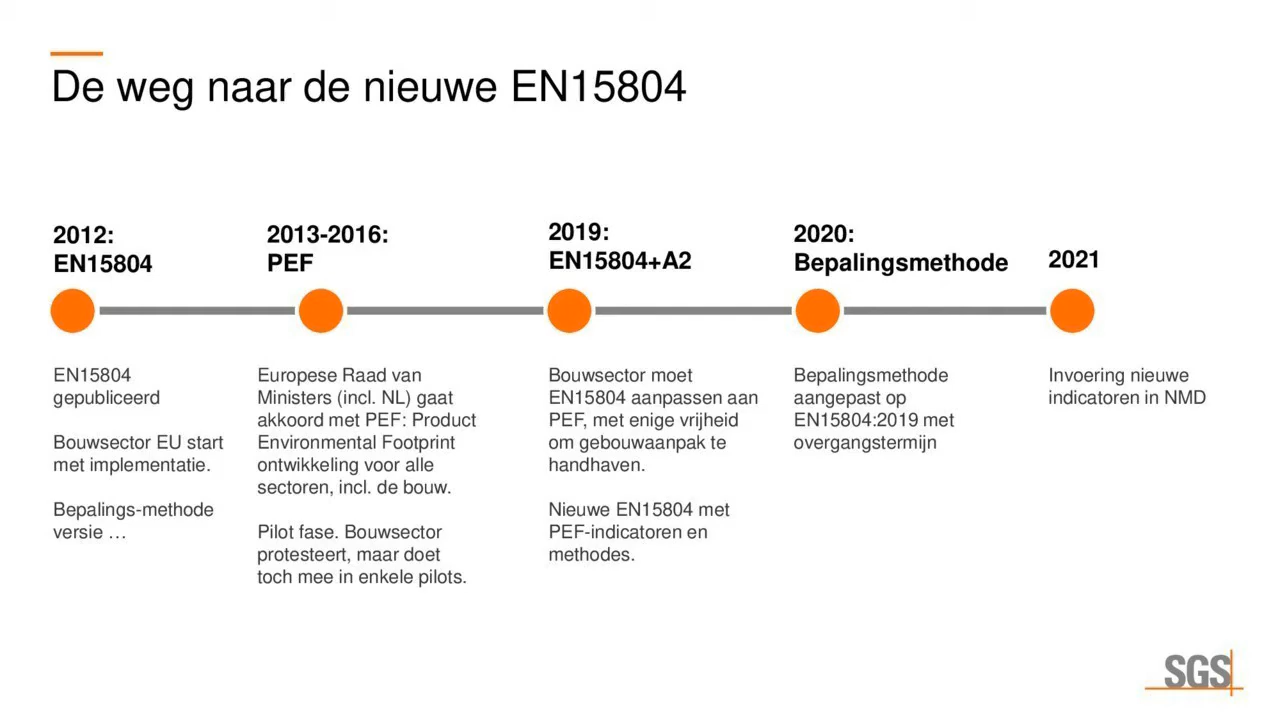 De weg naar de nieuwe EN15804
2012:
EN15804
2013-2016:
PEF
2019:
EN15804+A2
2020:
Bepalingsmethode
2021
EN15804
gepubliceerd
Bouwsector EU start
met implementatie.
Bepalings-methode
versie …
Europese Raad van
Ministers (incl. NL) gaat
akkoord met PEF: Product
Environmental Footprint
ontwikkeling voor alle
sectoren, incl. de bouw.
Pilot fase. Bouwsector
protesteert, maar doet
toch mee in enkele pilots.
Bouwsector moet
EN15804 aanpassen aan
PEF, met enige vrijheid
om gebouwaanpak te
handhaven.
Nieuwe EN15804 met
PEF-indicatoren en
methodes.
Bepalingsmethode
aangepast op
EN15804:2019 met
overgangstermijn
Invoering nieuwe
indicatoren in NMD
SGS